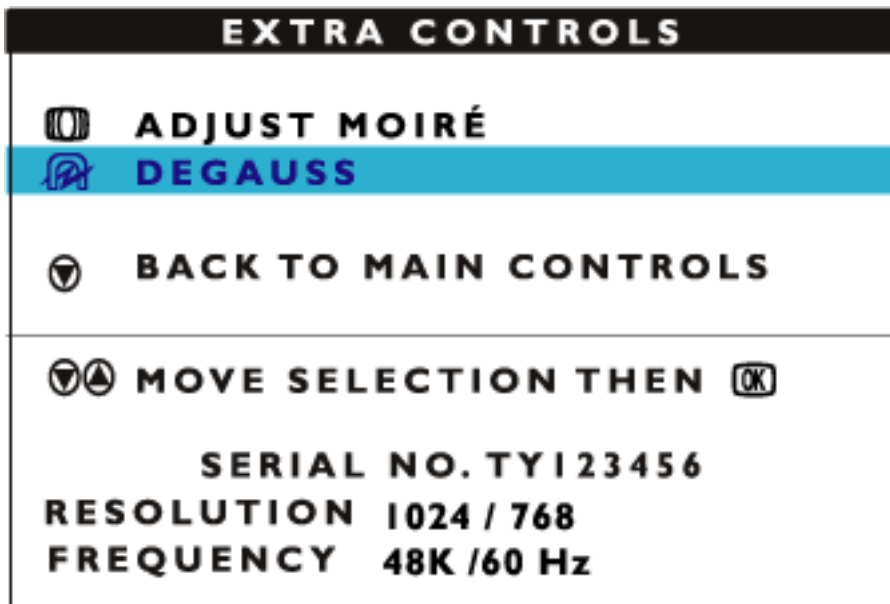 EXTRA CONTROLS
ADJUST MOIRÉ
DEGAUSS
BACK TO MAIN CONTROLS
MOVE SELECTION THEN OK
SERIAL NO. TY123456
RESOLUTION 1024 / 768
FREQUENCY 48K /60 Hz